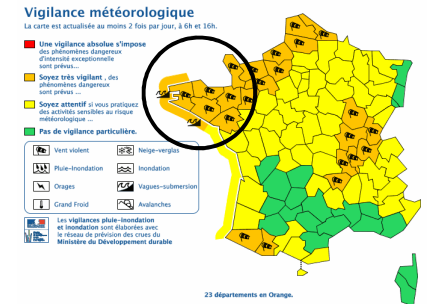 Vigilance météorologique
La carte est actualisée au moins 2 fois par jour, à 6h et 16h.
Une vigilance absolue s'impose
des phénomènes dangereux
d'intensité exceptionnelle
sont prévus...
Soyez très vigilant , des
phénomènes dangereux
sont prévus ...
Soyez attentif si vous pratiquez
des activités sensibles au risque
météorologique ...
Pas de vigilance particulière.
Vent violent
Neige-verglas
Pluie-inondation
Inondation
Orages
Vagues-submersion
Grand Froid
Avalanches
Les vigilances pluie-inondation
et inondation sont élaborées avec
le réseau de prévision des crues du
Ministère du Développement durable
23 départements en Orange.